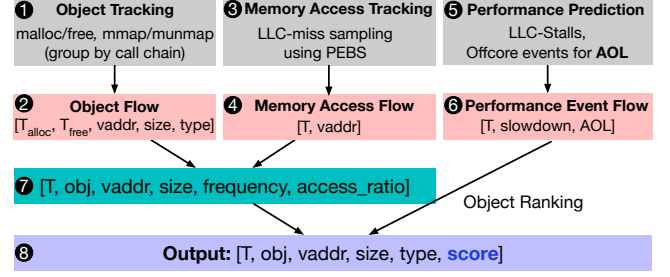 ❶ Object Tracking
malloc/free, mmap/munmap
(group by call chain)
❸ Memory Access Tracking
LLC-miss sampling
using PEBS
❺ Performance Prediction
LLC-Stalls,
Offcore events for AOL
❷ Object Flow
[Talloc, Tfree, vaddr, size, type]
❹ Memory Access Flow
[T, vaddr]
❻ Performance Event Flow
[T, slowdown, AOL]
❼ [T, obj, vaddr, size, frequency, access_ratio]
Object Ranking
❽ Output: [T, obj, vaddr, size, type, score]